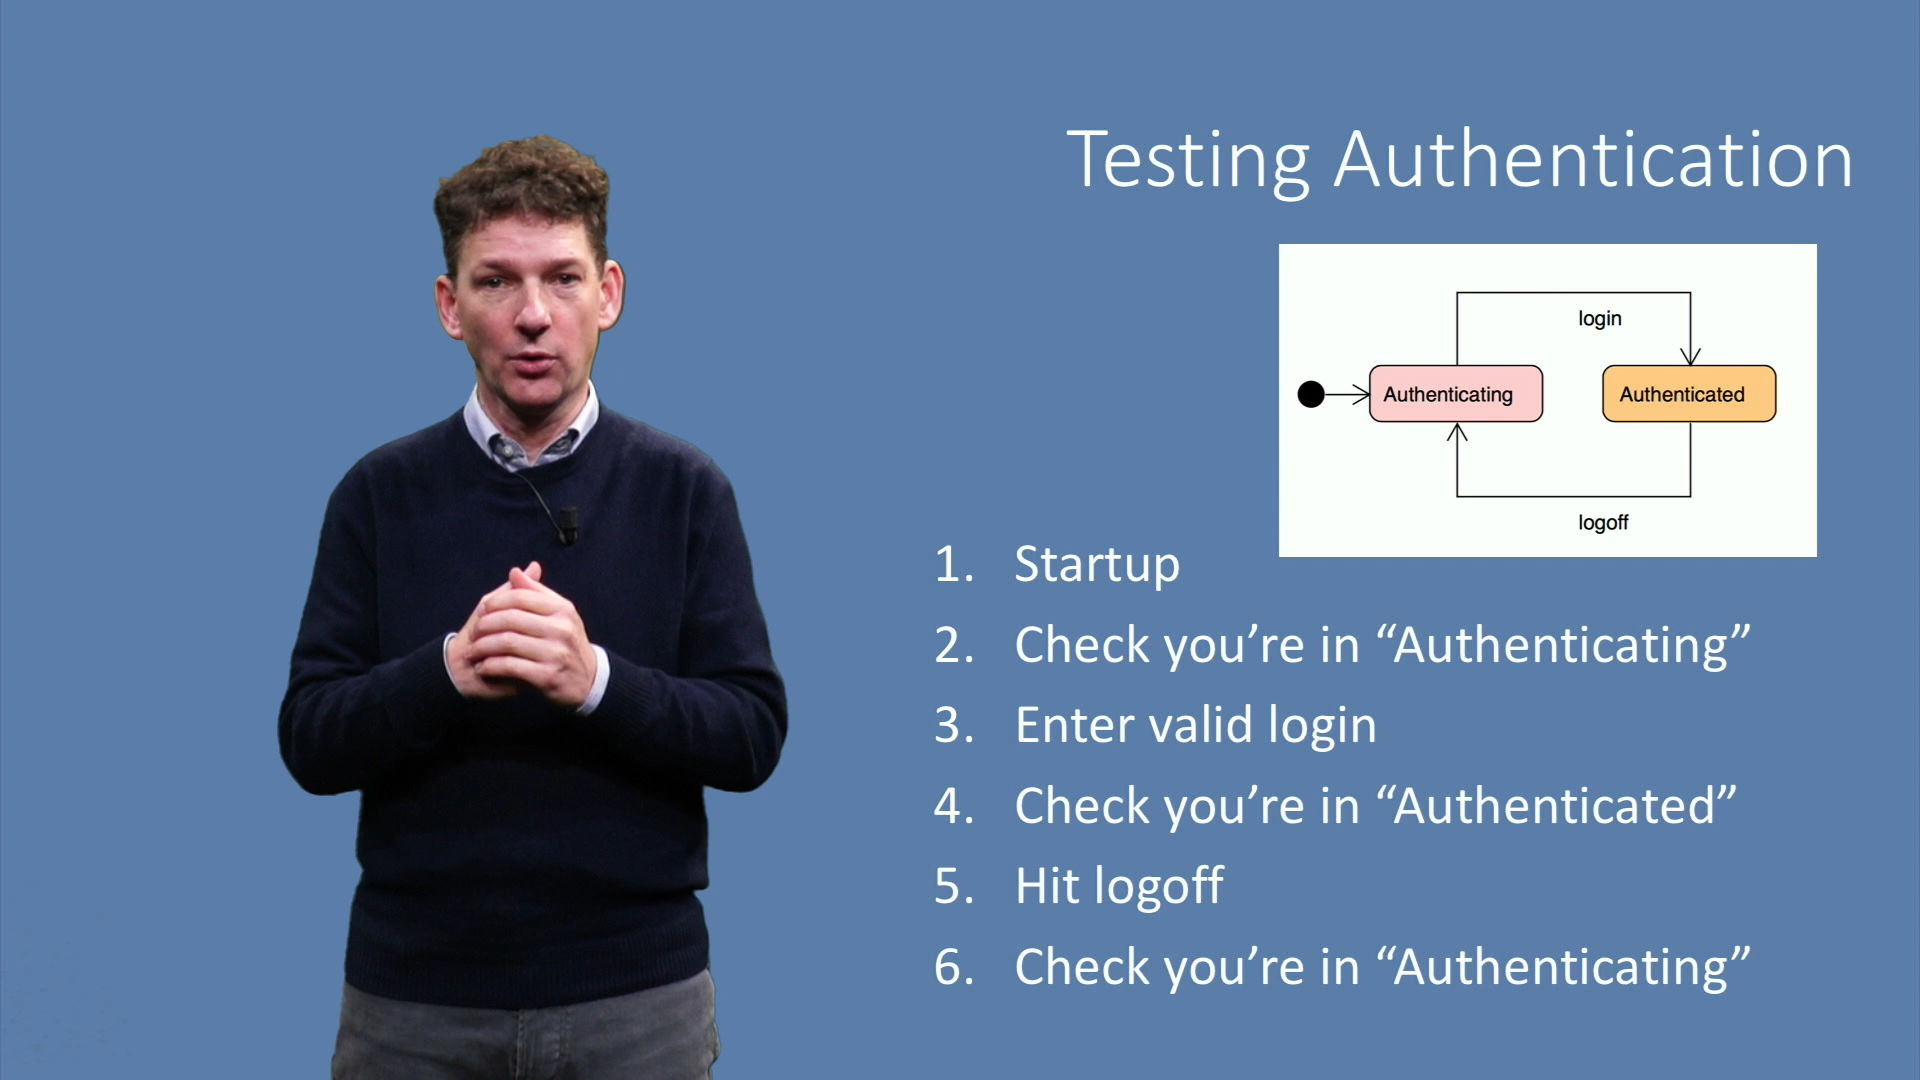 Testing Authentication
login
Authenticating
Authenticated
logoff
1. Startup
2. Check you’re in “Authenticating”
3. Enter valid login
4. Check you’re in “Authenticated”
5. Hit logoff
6. Check you’re in “Authenticating”